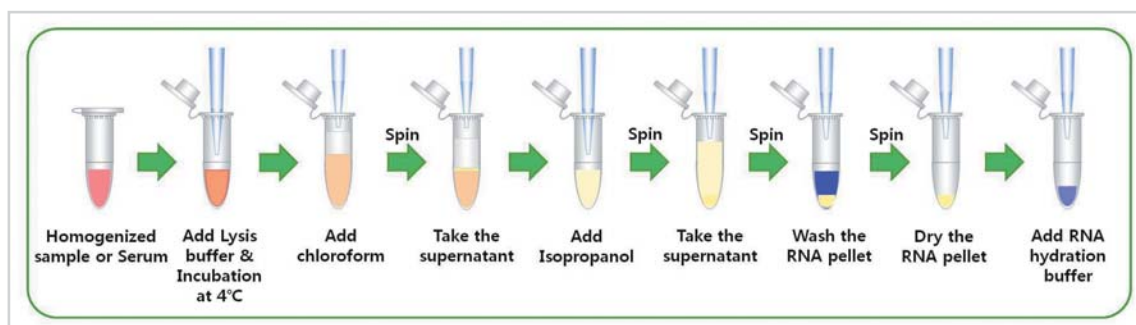 Spin
Spin
Spin
Spin
Homogenized
sample or Serum
Add Lysis
buffer &
Incubation
at 4℃
Add
chloroform
Take the
supernatant
Add
Isopropanol
Take the
supernatant
Wash the
RNA pellet
Dry the
RNA pellet
Add RNA
hydration
buffer